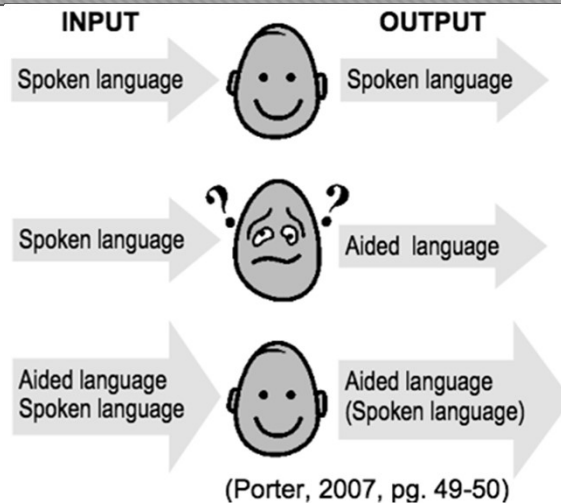 INPUT OUTPUT
Spoken language Spoken language
? ?
Spoken language Aided language
Aided language
Spoken language
Aided language
(Spoken language)
(Porter, 2007, pg. 49-50)